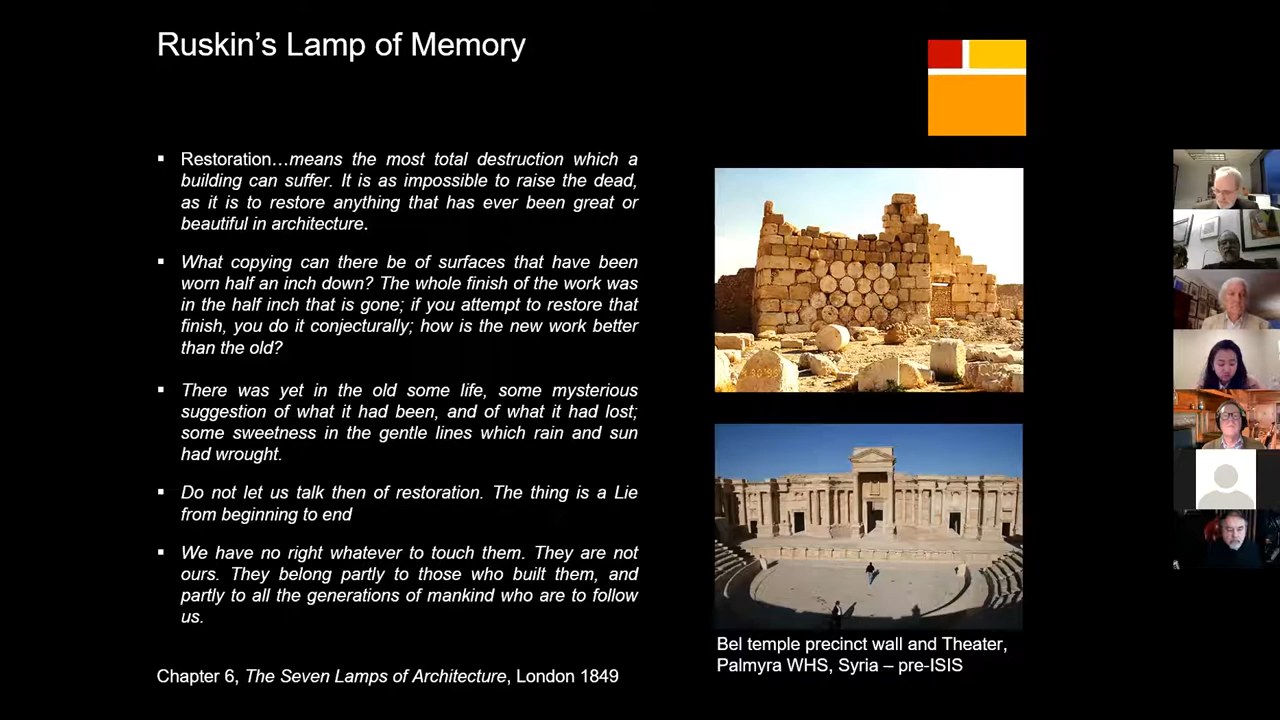 Ruskin's Lamp of Memory
▪ Restoration…means the most total destruction which a
building can suffer. It is as impossible to raise the dead,
as it is to restore anything that has ever been great or
beautiful in architecture.
▪ What copying can there be of surfaces that have been
worn half an inch down? The whole finish of the work was
in the half inch that is gone; if you attempt to restore that
finish, you do it conjecturally; how is the new work better
than the old?
▪ There was yet in the old some life, some mysterious
suggestion of what it had been, and of what it had lost;
some sweetness in the gentle lines which rain and sun
had wrought.
▪ Do not let us talk then of restoration. The thing is a Lie
from beginning to end
▪ We have no right whatever to touch them. They are not
ours. They belong partly to those who built them, and
partly to all the generations of mankind who are to follow
us.
Chapter 6, The Seven Lamps of Architecture, London 1849
Bel temple precinct wall and Theater,
Palmyra WHS, Syria – pre-ISIS